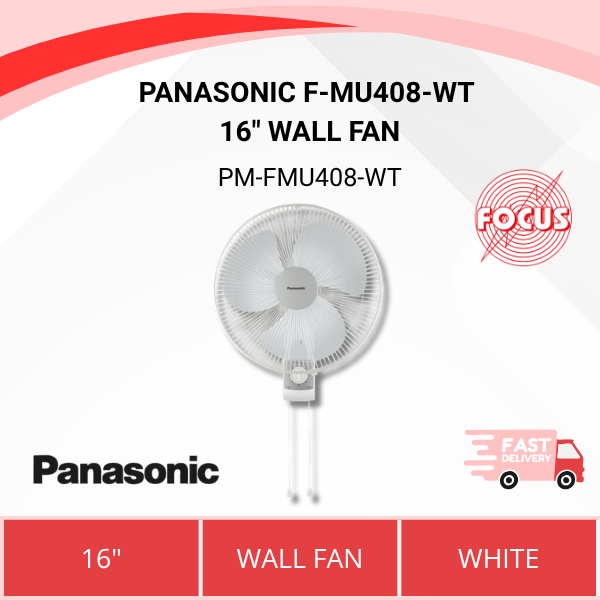 PANASONIC F-MU408-WT
16" WALL FAN
PM-FMU408-WT
FOCUS
Panasonic
Panasonic
FAST
DELIVERY
16"
WALL FAN
WHITE